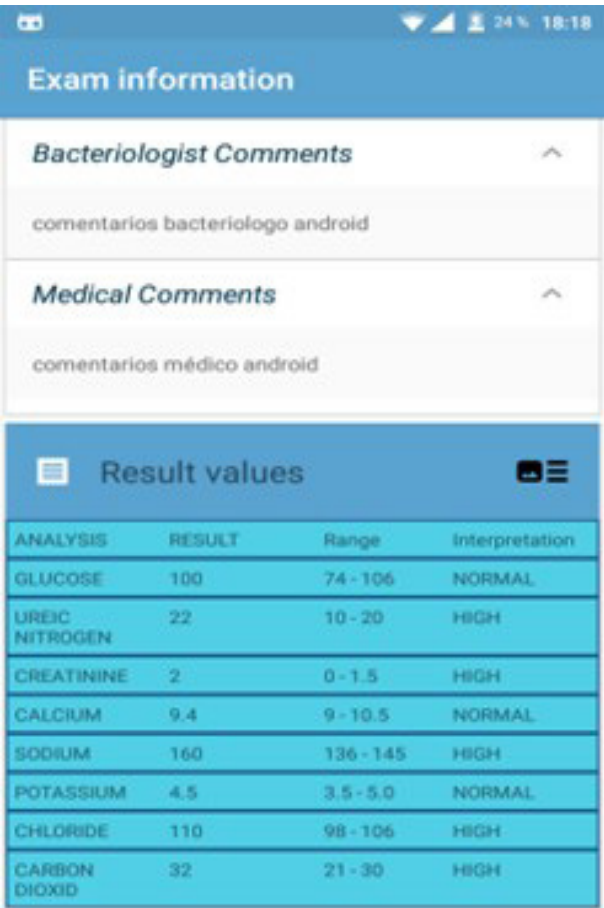 24% 18:18
Exam information
Bacteriologist Comments
comentarios bacteriologo android
Medical Comments
comentarios médico android
Result values
ANALYSIS RESULT Range Interpretation
GLUCOSE 100 74 - 106 NORMAL
UREIC 22 10 - 20 HIGH
NITROGEN
CREATININE 2 0 - 1.5 HIGH
CALCIUM 9.4 9 - 10.5 NORMAL
SODIUM 160 136 - 145 HIGH
POTASSIUM 4.5 3.5 - 5.0 NORMAL
CHLORIDE 110 98 - 106 HIGH
CARBON 32 21 - 30 HIGH
DIOXID